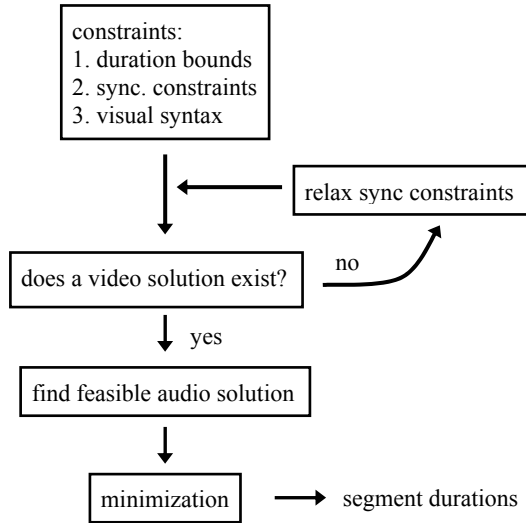 constraints:
1. duration bounds
2. sync. constraints
3. visual syntax
relax sync constraints
does a video solution exist?
no
yes
find feasible audio solution
minimization
segment durations